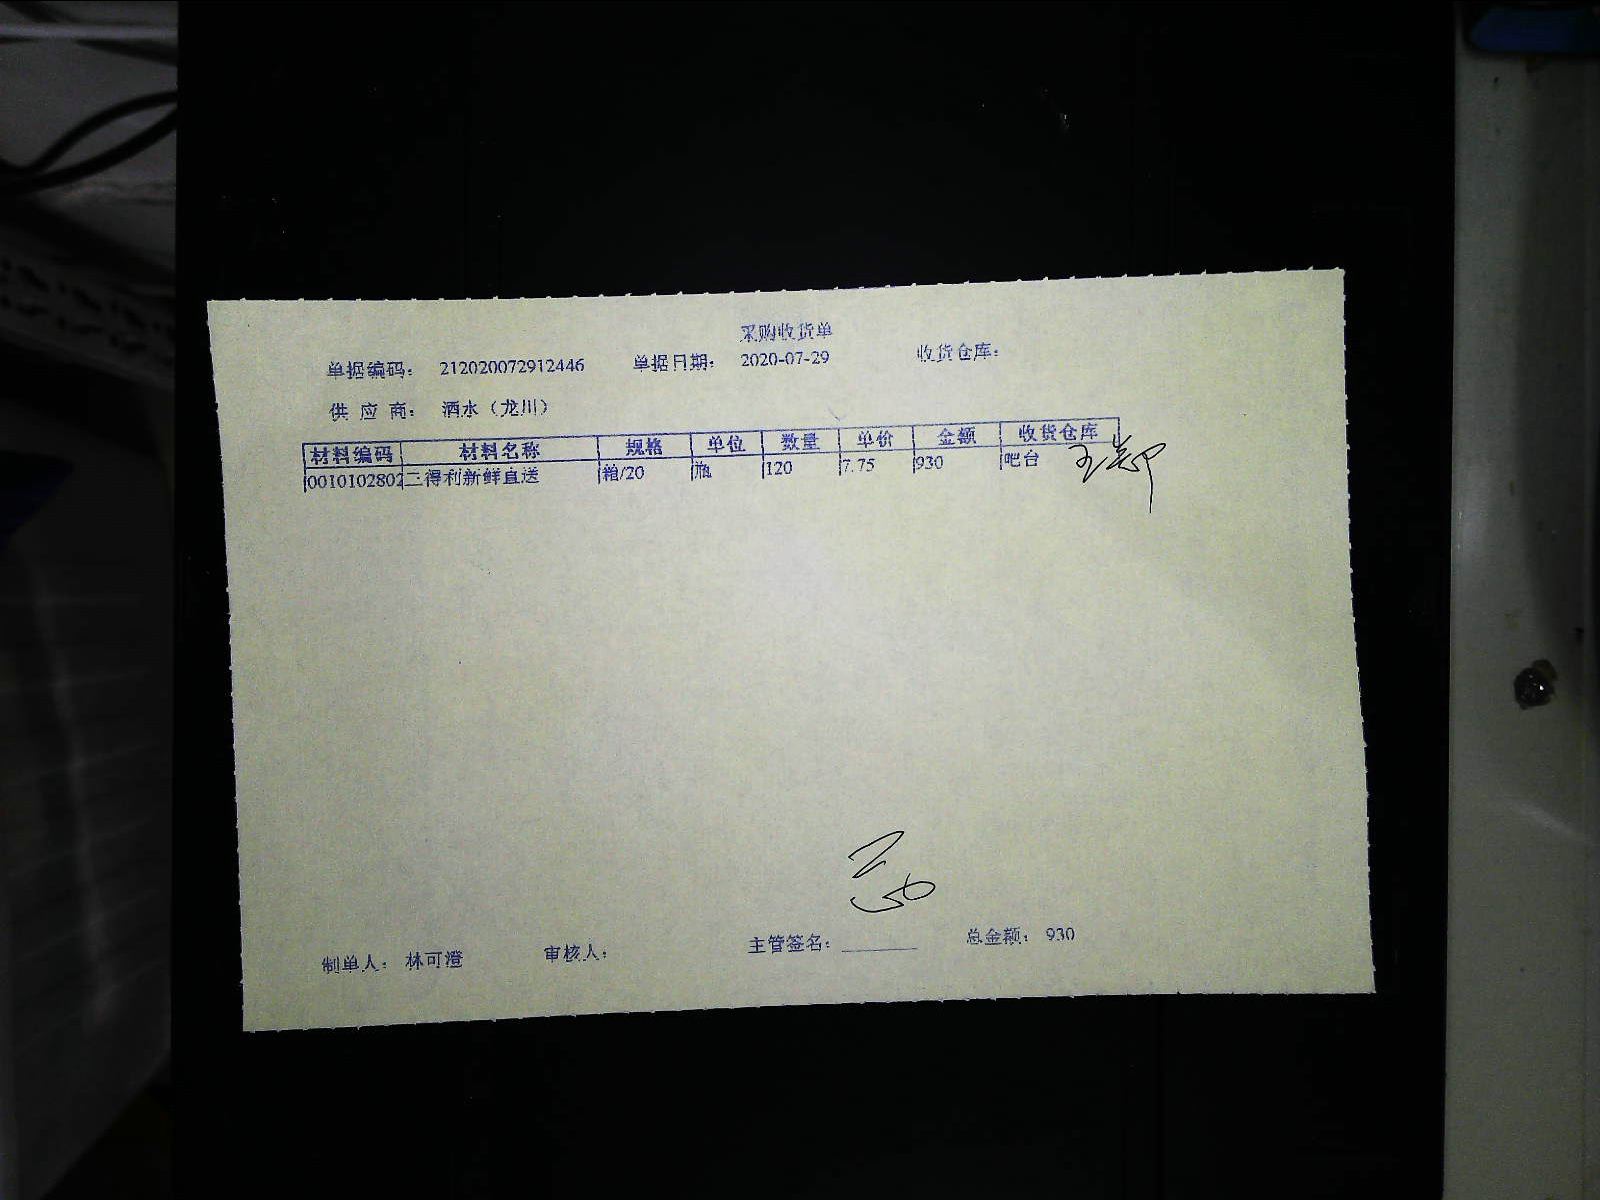 采购收货单
单据编码： 212020072912446 单据日期： 2020-07-29 收货仓库：
供 应 商： 酒水（龙川）
材料编码 材料名称 规格 单位 数量 单价 金额 收货仓库
0010102802 三得利新鲜直送 箱/20 瓶 120 7.75 930 吧台
制单人： 林可澄 审核人： 主管签名： 总金额： 930